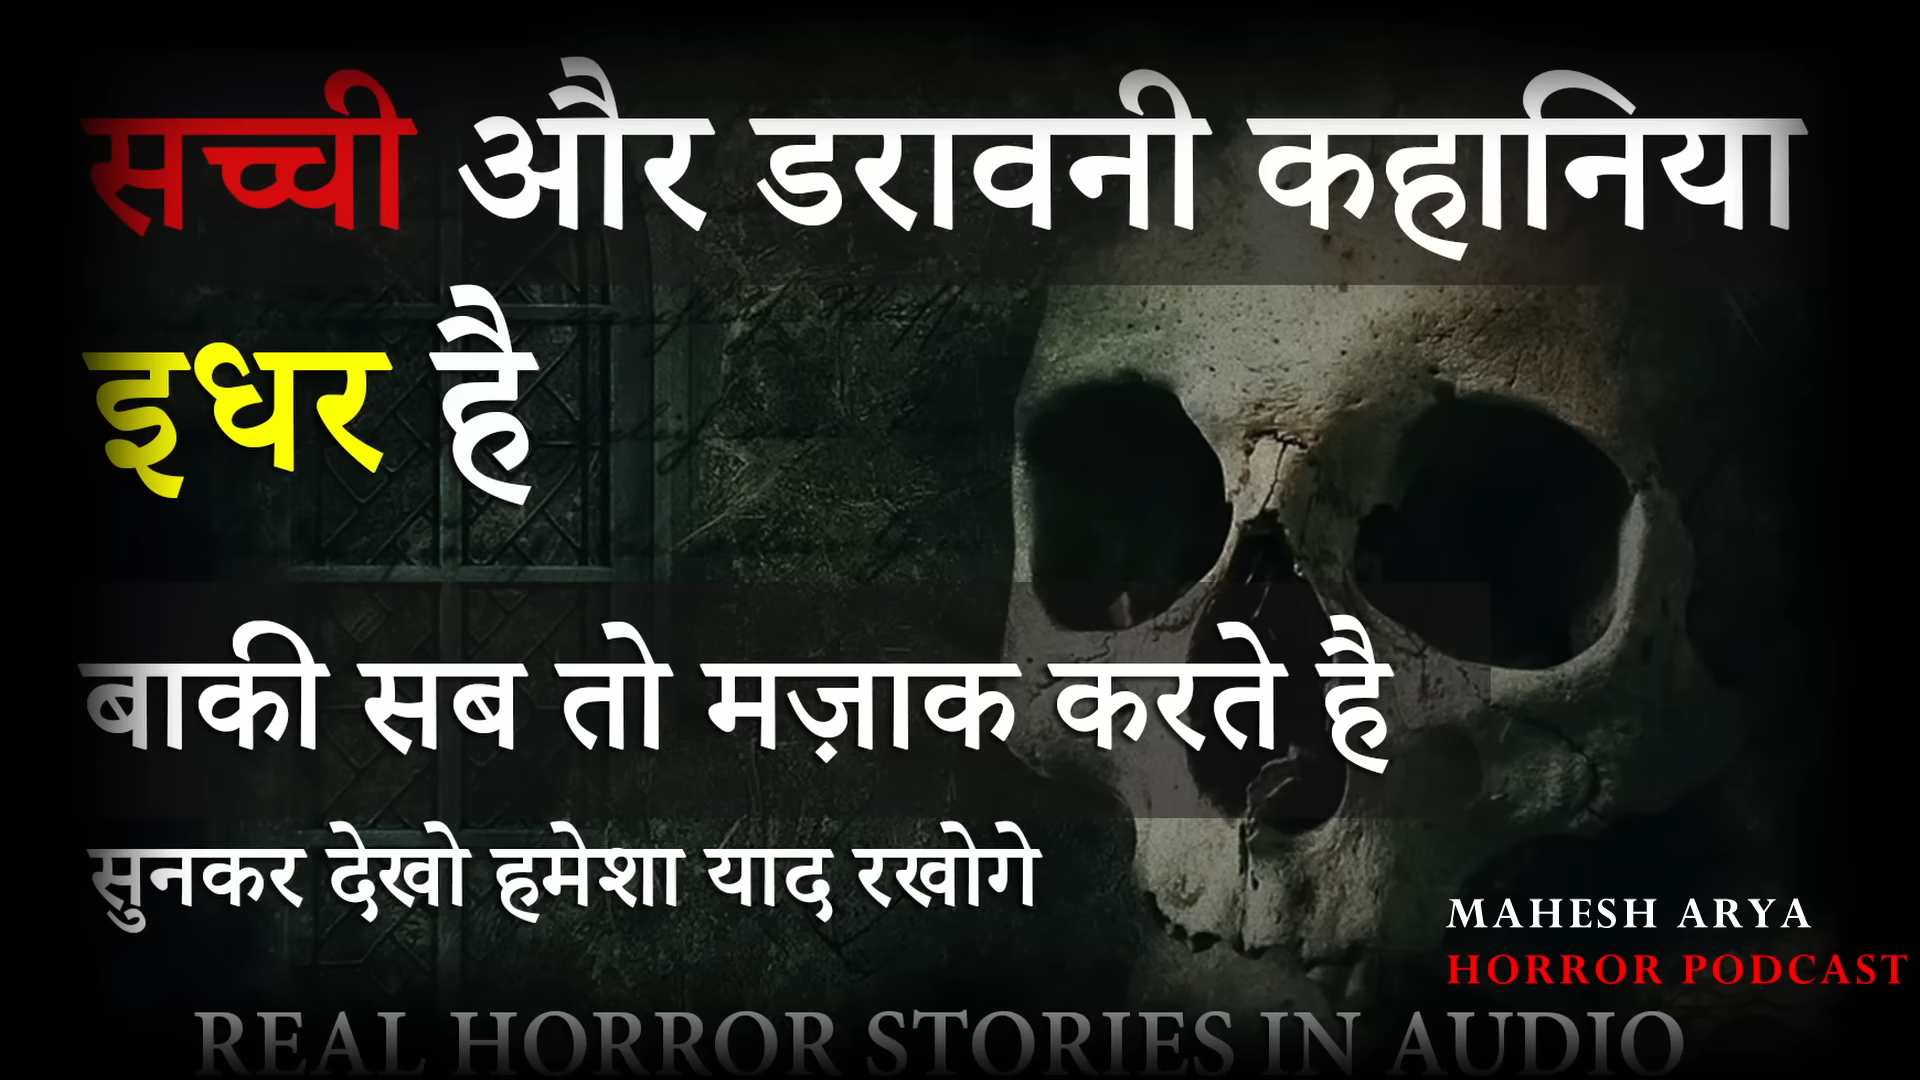 सच्ची और डरावनी कहानिया
इधर है
बाकी सब तो मज़ाक करते है
सुनकर देखो हमेशा याद रखोगे
MAHESH ARYA
HORROR PODCAST
REAL HORROR STORIES IN AUDIO